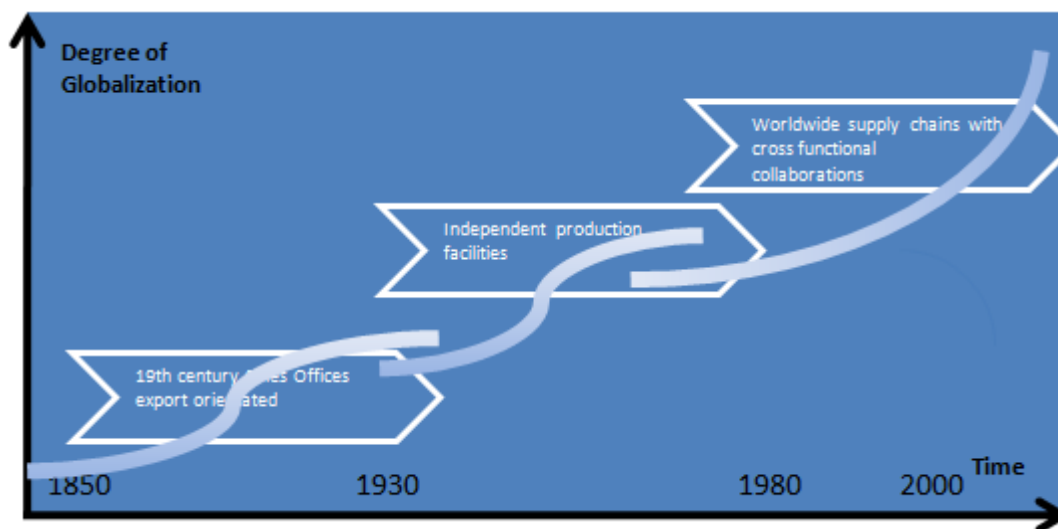 Degree of
Globalization
Worldwide supply chains with
cross functional
collaborations
Independent production
facilities
19th century Offices
export
1850
1930
1980
2000
Time